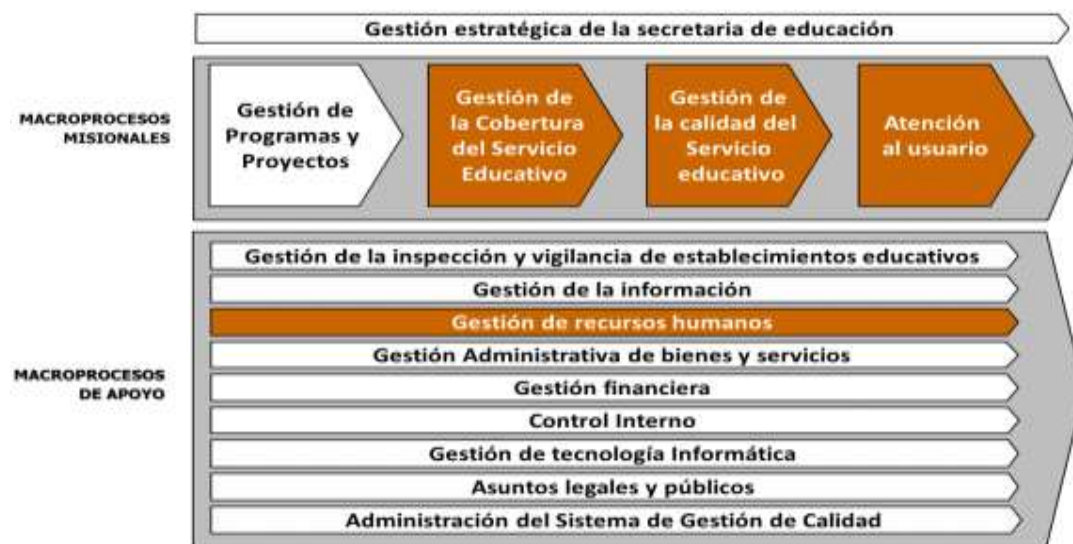 Gestión estratégica de la secretaria de educación
MACROPROCESOS
MISIONALES
Gestión de
Programas y
Proyectos
Gestión de
la Cobertura
del Servicio
Educativo
Gestión de
la calidad del
Servicio
educativo
Atención
al usuario
MACROPROCESOS
DE APOYO
Gestión de la inspección y vigilancia de establecimientos educativos
Gestión de la información
Gestión de recursos humanos
Gestión Administrativa de bienes y servicios
Gestión financiera
Control Interno
Gestión de tecnología Informática
Asuntos legales y públicos
Administración del Sistema de Gestión de Calidad